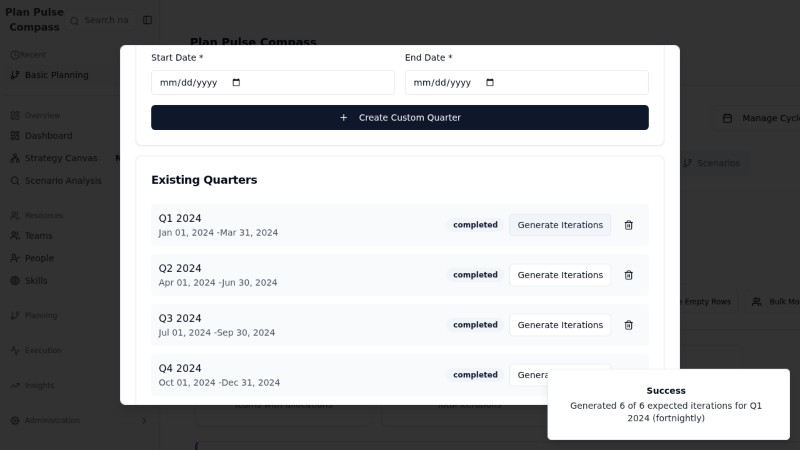 Plan Pulse
Compass
Search na
Recent
Basic Planning
Overview
Dashboard
Strategy Canvas
Scenario Analysis
Resources
Teams
People
Skills
Planning
Execution
Insights
Administration
Plan Pulse Compass
Manage Cycl
Scenarios
Empty Rows
Bulk Mo
Start Date *
End Date *
mm/dd/yyyy
mm/dd/yyyy
Create Custom Quarter
Existing Quarters
Q1 2024
Jan 01, 2024 -Mar 31, 2024
completed
Generate Iterations
Q2 2024
Apr 01, 2024 -Jun 30, 2024
completed
Generate Iterations
Q3 2024
Jul 01, 2024 -Sep 30, 2024
completed
Generate Iterations
Q4 2024
Oct 01, 2024 -Dec 31, 2024
completed
Genera
Success
Generated 6 of 6 expected iterations for Q1
2024 (fortnightly)